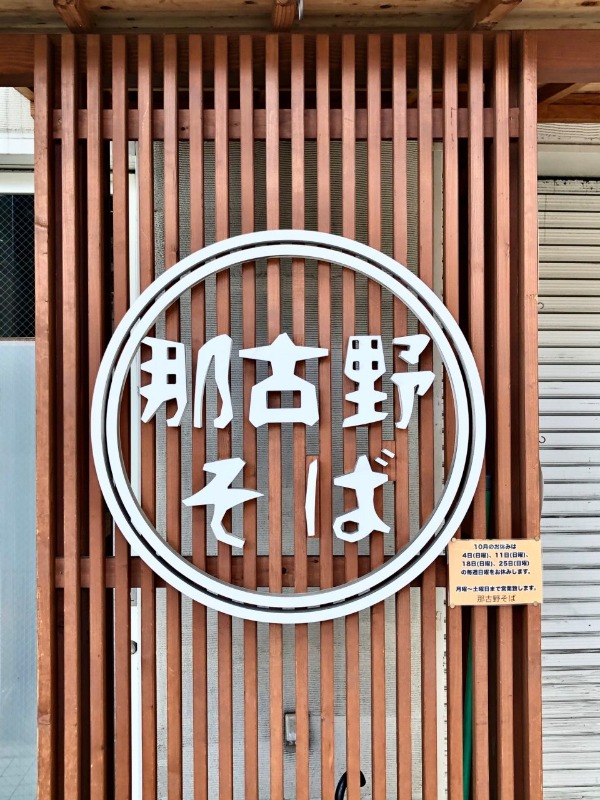 那古野
そば
10月のお休みは
4日(日曜)、11日(日曜)、
18日(日曜)、25日(日曜)
の毎週日曜をお休みします。
月曜～土曜日まで営業致します。
那古野そば